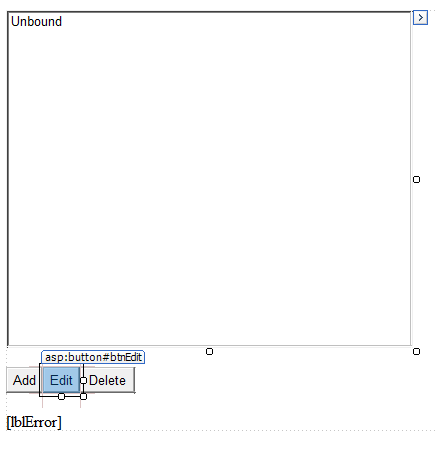 Unbound
asp:button#btnEdit
Add Edit Delete
[lblError]